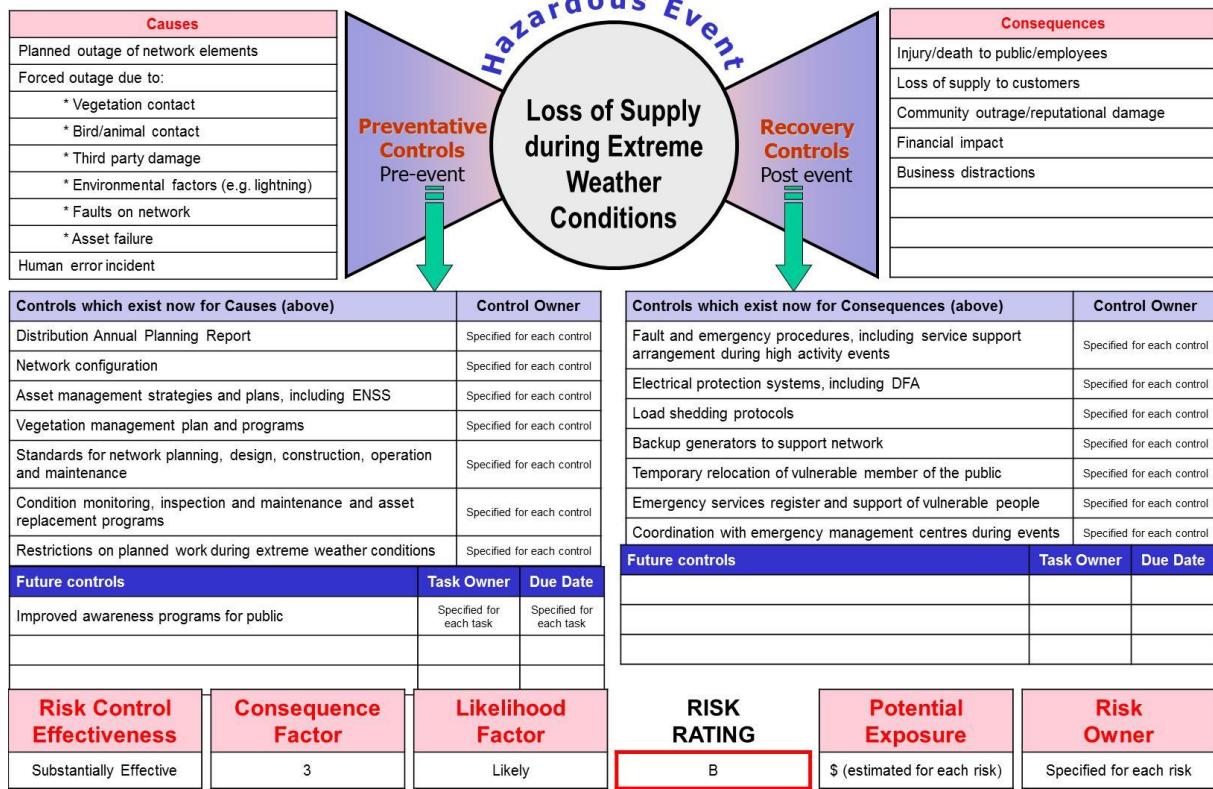 Causes
Planned outage of network elements
Forced outage due to:
* Vegetation contact
* Bird/animal contact
* Third party damage
* Environmental factors (e.g. lightning)
* Faults on network
* Asset failure
Human error incident
Hazardous Event
Preventative
Controls
Pre-event
Loss of Supply
during Extreme
Weather
Conditions
Recovery
Controls
Post event
Consequences
Injury/death to public/employees
Loss of supply to customers
Community outrage/reputational damage
Financial impact
Business distractions
Controls which exist now for Causes (above) Control Owner
Distribution Annual Planning Report Specified for each control
Network configuration Specified for each control
Asset management strategies and plans, including ENSS Specified for each control
Vegetation management plan and programs Specified for each control
Standards for network planning, design, construction, operation
and maintenance Specified for each control
Condition monitoring, inspection and maintenance and asset
replacement programs Specified for each control
Restrictions on planned work during extreme weather conditions Specified for each control
Future controls Task Owner Due Date
Improved awareness programs for public Specified for each task Specified for each task
Controls which exist now for Consequences (above) Control Owner
Fault and emergency procedures, including service support
arrangement during high activity events Specified for each control
Electrical protection systems, including DFA Specified for each control
Load shedding protocols Specified for each control
Backup generators to support network Specified for each control
Temporary relocation of vulnerable member of the public Specified for each control
Emergency services register and support of vulnerable people Specified for each control
Coordination with emergency management centres during events Specified for each control
Future controls Task Owner Due Date
Risk Control
Effectiveness
Substantially Effective
Consequence
Factor
3
Likelihood
Factor
Likely
RISK
RATING
B
Potential
Exposure
$ (estimated for each risk)
Risk
Owner
Specified for each risk